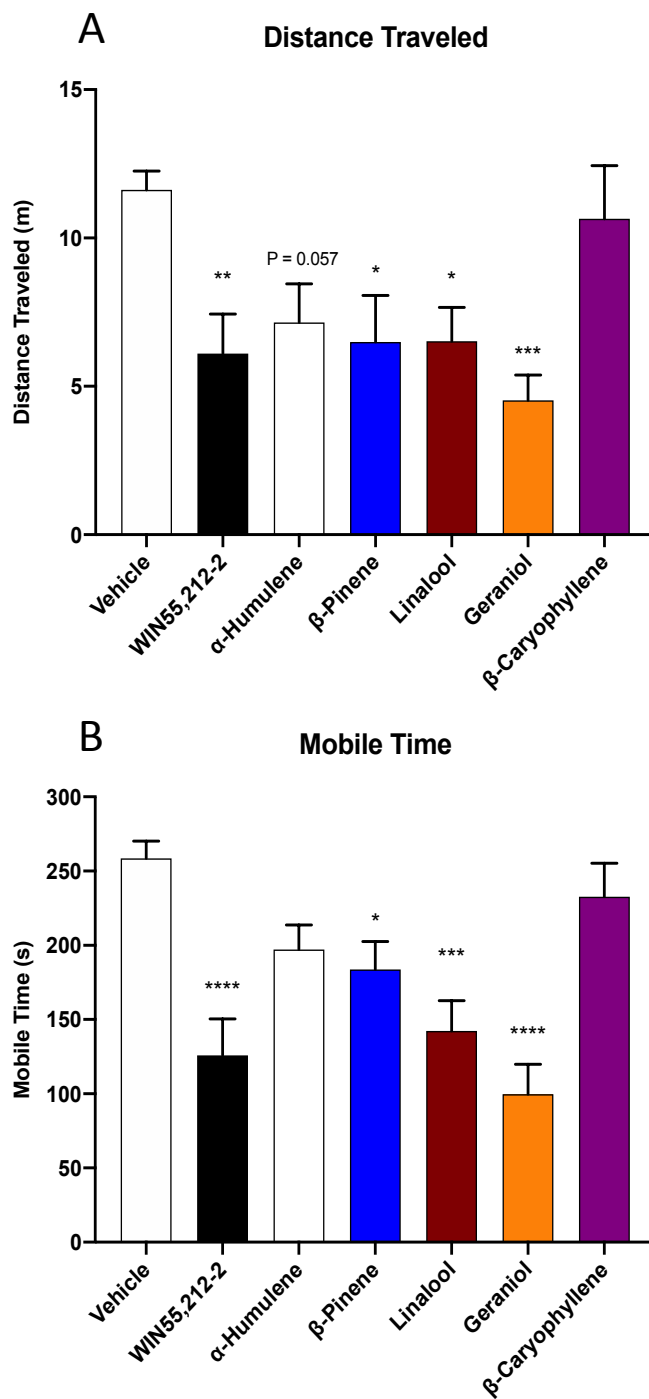 A
Distance Traveled
Distance Traveled (m)
15
10
5
0
**
P = 0.057
*
*
***
Vehicle
WIN55,212-2
α-Humulene
β-Pinene
Linalool
Geraniol
β-Caryophyllene
B
Mobile Time
Mobile Time (s)
300
250
200
150
100
50
0
****
*
***
****
Vehicle
WIN55,212-2
α-Humulene
β-Pinene
Linalool
Geraniol
β-Caryophyllene